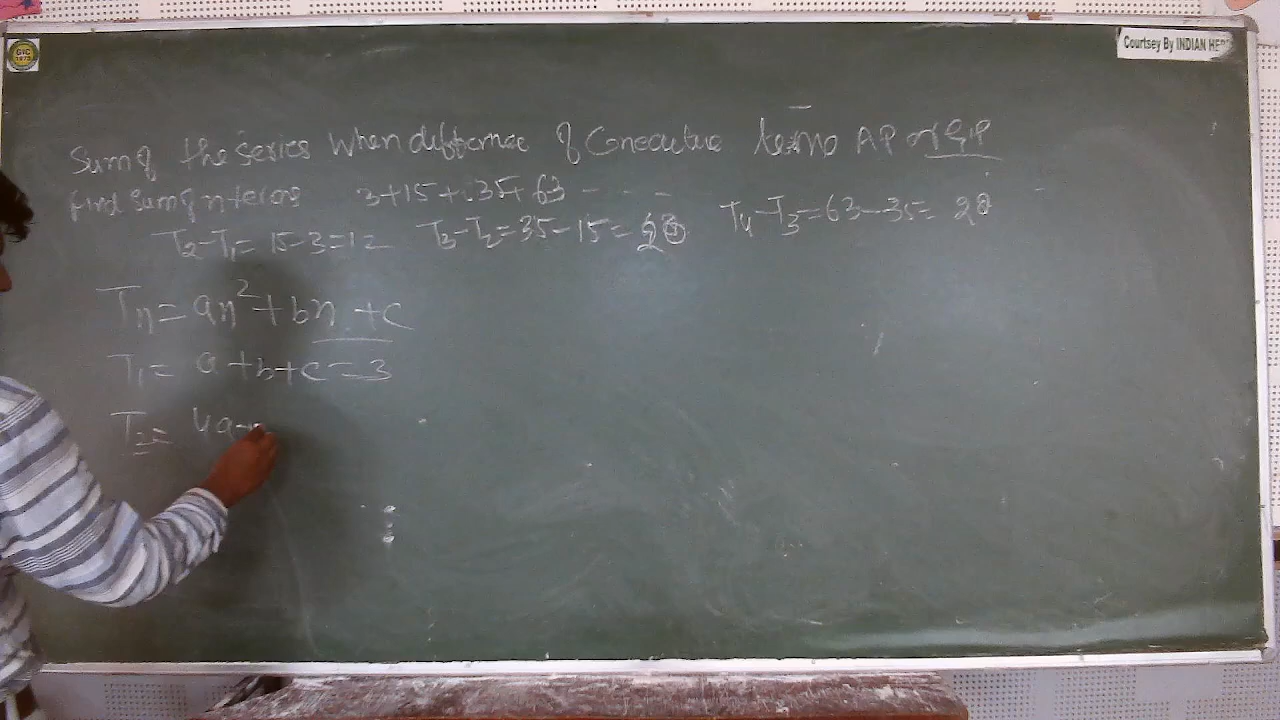 Courtsey By INDIAN HE
Sum of the series when difference of Conecutive terms AP or G.P
find sum of n terms 3+15+35+63 - - -
T2-T1= 15-3=12 T3-T2=35-15=20 T4-T3=63-35= 28
Tn= an²+bn+c
T1= a+b+c=3
T2= 4a+